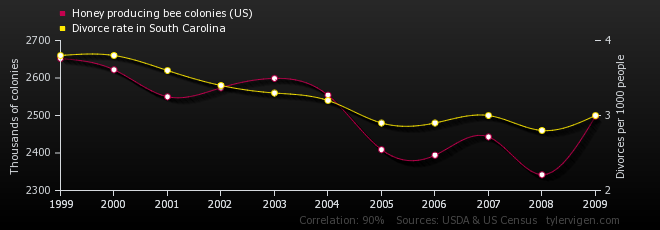 Honey producing bee colonies (US)
Divorce rate in South Carolina
2700
2600
2500
2400
2300
Thousands of colonies
4
3
2
Divorces per 1000 people
1999 2000 2001 2002 2003 2004 2005 2006 2007 2008 2009
Correlation: 90% Sources: USDA & US Census tylervigen.com